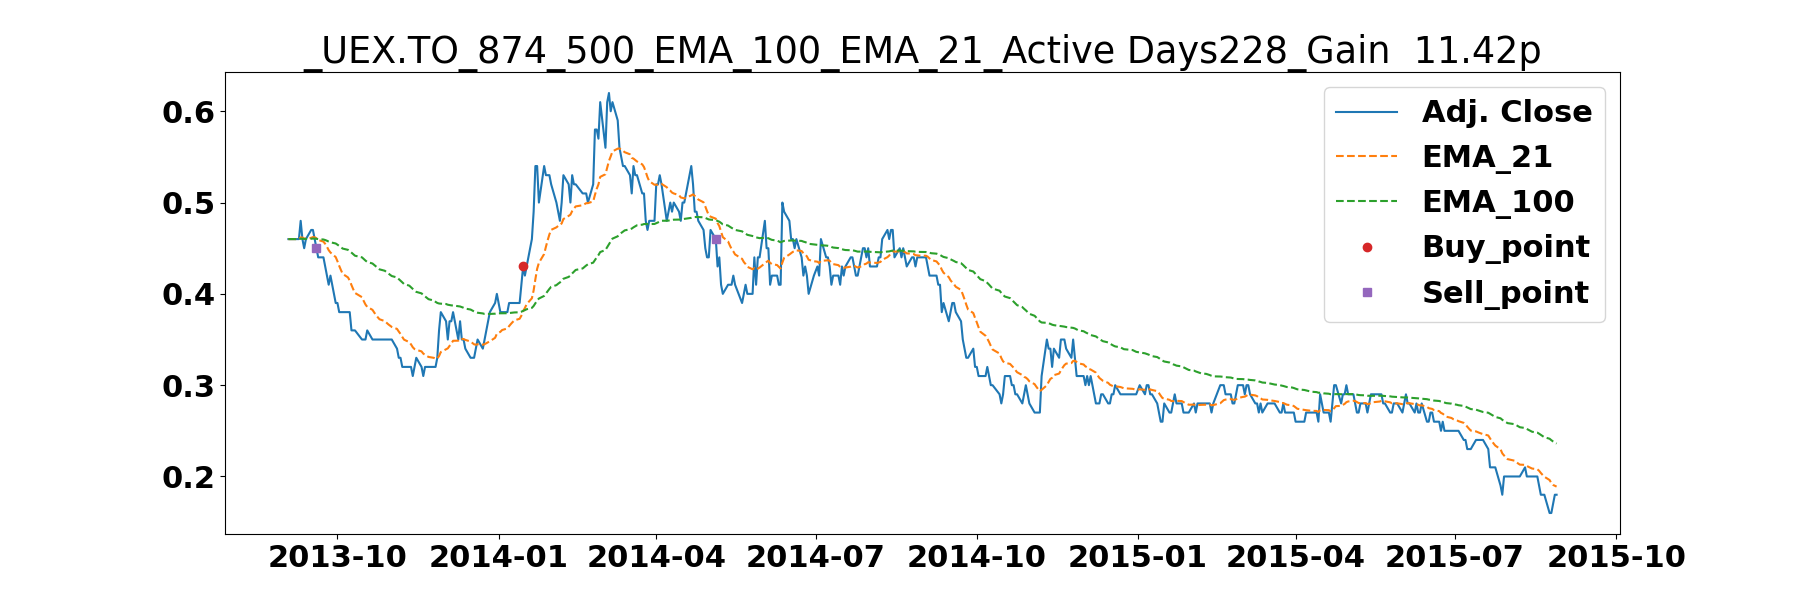 _UEX.TO_874_500_EMA_100_EMA_21_Active Days228_Gain  11.42p
0.6
0.5
0.4
0.3
0.2
Adj. Close
EMA_21
EMA_100
Buy_point
Sell_point
2013-10 2014-01 2014-04 2014-07 2014-10 2015-01 2015-04 2015-07 2015-10